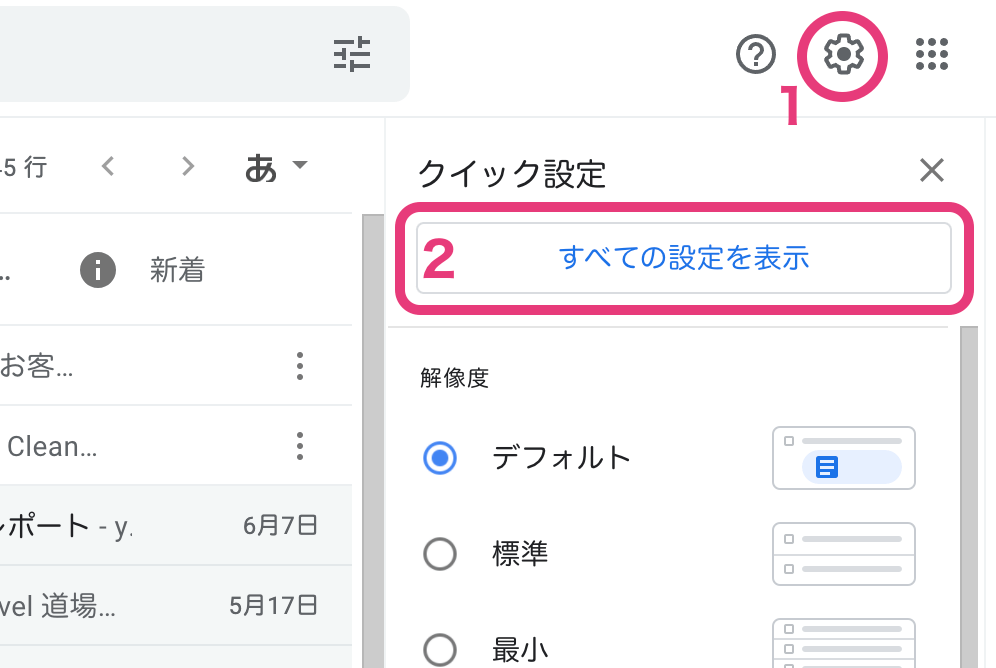 1
45 行
あ
クイック設定
2
すべての設定を表示
...
新着
お客...
解像度
Clean...
デフォルト
レポート - y.
6月7日
標準
vel 道場...
5月17日
最小